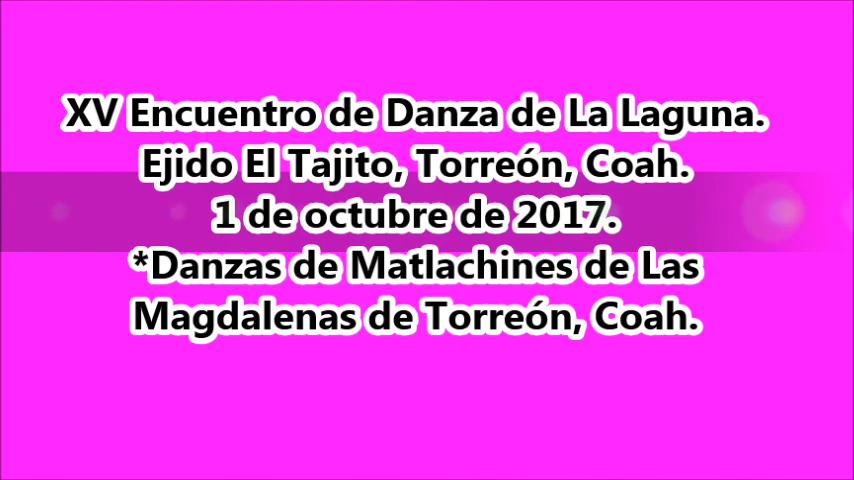 XV Encuentro de Danza de La Laguna.
Ejido El Tajito, Torreón, Coah.
1 de octubre de 2017.
*Danzas de Matlachines de Las
Magdalenas de Torreón, Coah.